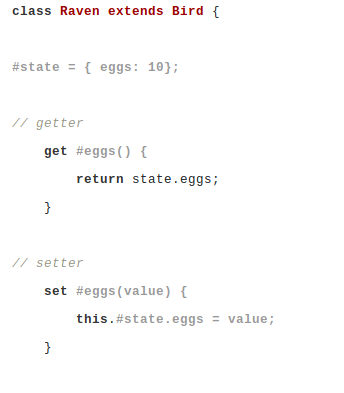 class Raven extends Bird {
#state = { eggs: 10};
// getter
get #eggs() {
return state.eggs;
}
// setter
set #eggs(value) {
this.#state.eggs = value;
}